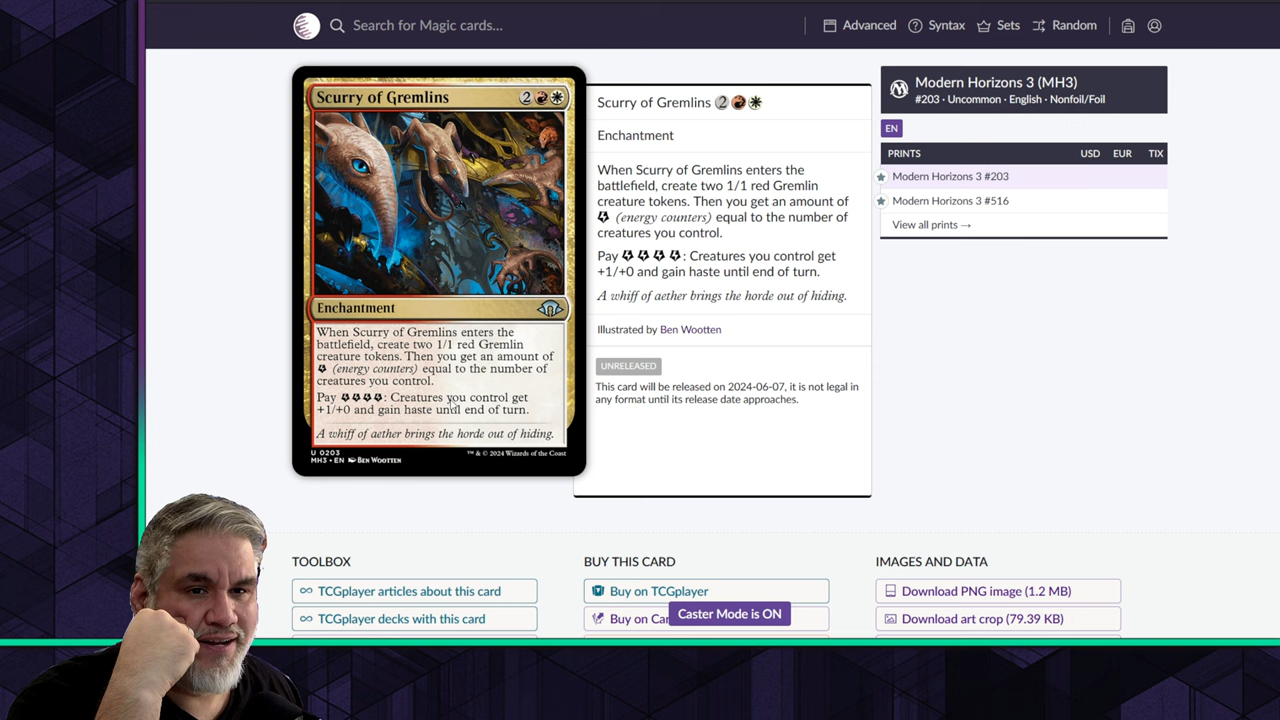 Search for Magic cards...
Advanced
Syntax
Sets
Random
Scurry of Gremlins 2
Enchantment
When Scurry of Gremlins enters the
battlefield, create two 1/1 red Gremlin
creature tokens. Then you get an amount of
(energy counters) equal to the number of
creatures you control.
Pay : Creatures you control get
+1/+0 and gain haste until end of turn.
A whiff of aether brings the horde out of hiding.
U 0203
MH3 • EN BEN WOOTTEN
™ & © 2024 Wizards of the Coast
Scurry of Gremlins 2
Enchantment
When Scurry of Gremlins enters the
battlefield, create two 1/1 red Gremlin
creature tokens. Then you get an amount of
(energy counters) equal to the number of
creatures you control.
Pay : Creatures you control get
+1/+0 and gain haste until end of turn.
A whiff of aether brings the horde out of hiding.
Illustrated by Ben Wootten
UNRELEASED
This card will be released on 2024-06-07, it is not legal in
any format until its release date approaches.
Modern Horizons 3 (MH3)
#203 · Uncommon · English · Nonfoil/Foil
EN
PRINTS USD EUR TIX
Modern Horizons 3 #203
Modern Horizons 3 #516
View all prints →
TOOLBOX
TCGplayer articles about this card
TCGplayer decks with this card
BUY THIS CARD
Buy on TCGplayer
Buy on Car
Caster Mode is ON
IMAGES AND DATA
Download PNG image (1.2 MB)
Download art crop (79.39 KB)